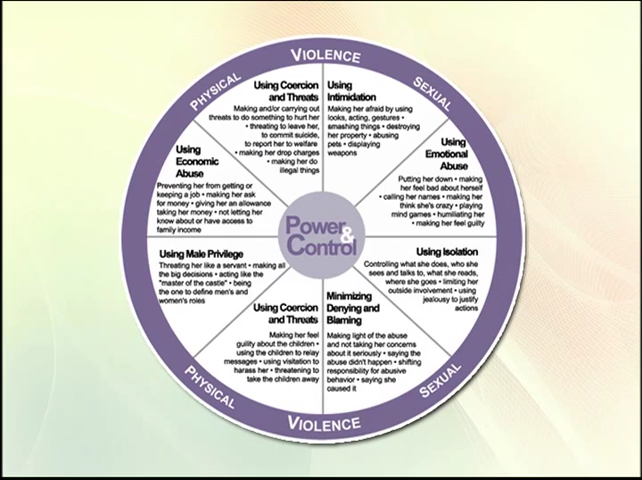 VIOLENCE
PHYSICAL
SEXUAL
Using Coercion
and Threats
Making and/or carrying out
threats to do something to hurt her
• threatening to leave her,
to commit suicide,
to report her to welfare
• making her drop charges
• making her do
illegal things
Using
Intimidation
Making her afraid by using
looks, acting, gestures •
smashing things • destroying
her property • abusing
pets • displaying
weapons
Using
Economic
Abuse
Preventing her from getting or
keeping a job • making her ask
for money • giving her an allowance
taking her money • not letting her
know about or have access to
family income
Using
Emotional
Abuse
Putting her down • making
her feel bad about herself
• calling her names • making her
think she's crazy • playing
mind games • humiliating her
• making her feel guilty
Power
&
Control
Using Male Privilege
Threating her like a servant • making all
the big decisions • acting like the
"master of the castle" • being
the one to define men's and
women's roles
Using Isolation
Controlling what she does, who she
sees and talks to, what she reads,
where she goes • limiting her
outside involvement • using
jealousy to justify
actions
Using Coercion
and Threats
Making her feel
guilty about the children •
using the children to relay
messages • using visitation to
harass her • threatening to
take the children away
Minimizing
Denying and
Blaming
Making light of the abuse
and not taking her concerns
about it seriously • saying the
abuse didn't happen • shifting
responsibility for abusive
behavior • saying she
caused it
PHYSICAL
SEXUAL
VIOLENCE